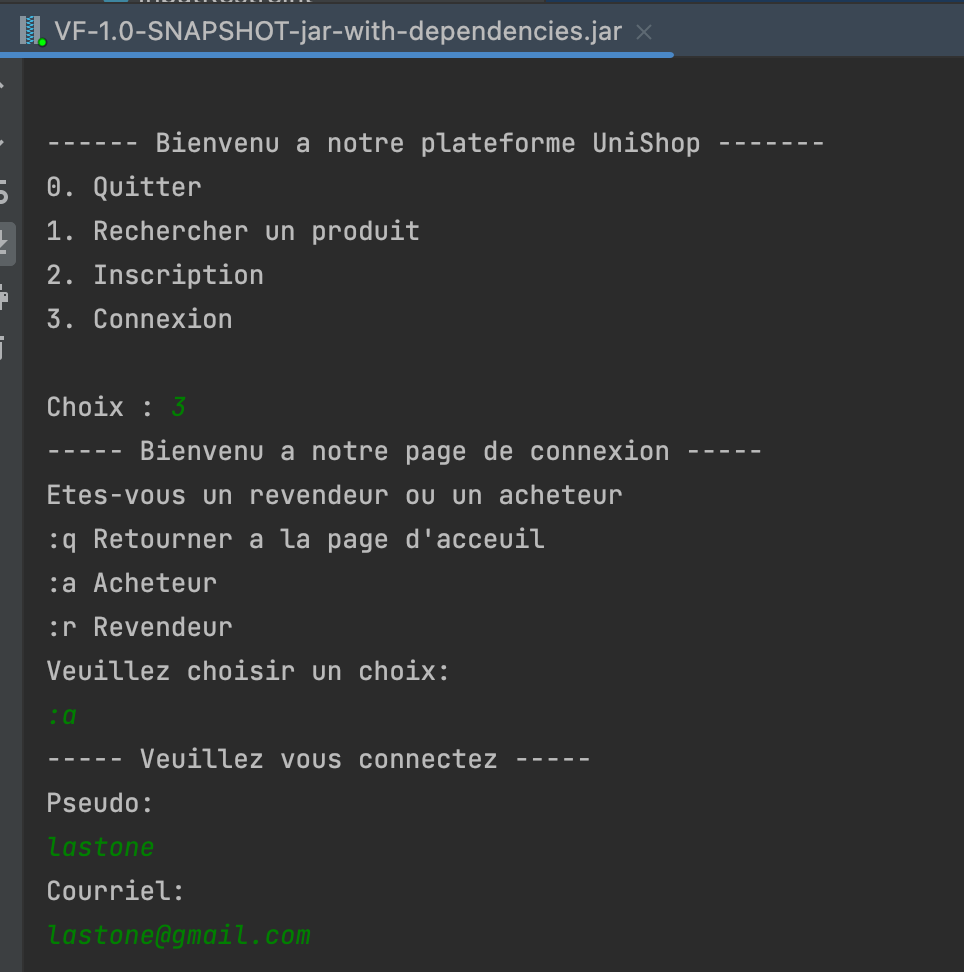 VF-1.0-SNAPSHOT-jar-with-dependencies.jar
------ Bienvenu a notre plateforme UniShop -------
0. Quitter
1. Rechercher un produit
2. Inscription
3. Connexion
Choix : 3
----- Bienvenu a notre page de connexion -----
Etes-vous un revendeur ou un acheteur
:q Retourner a la page d'acceuil
:a Acheteur
:r Revendeur
Veuillez choisir un choix:
:a
----- Veuillez vous connectez -----
Pseudo:
lastone
Courriel:
lastone@gmail.com